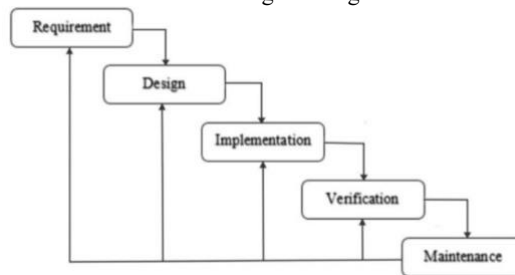 Requirement
Design
Implementation
Verification
Maintenance